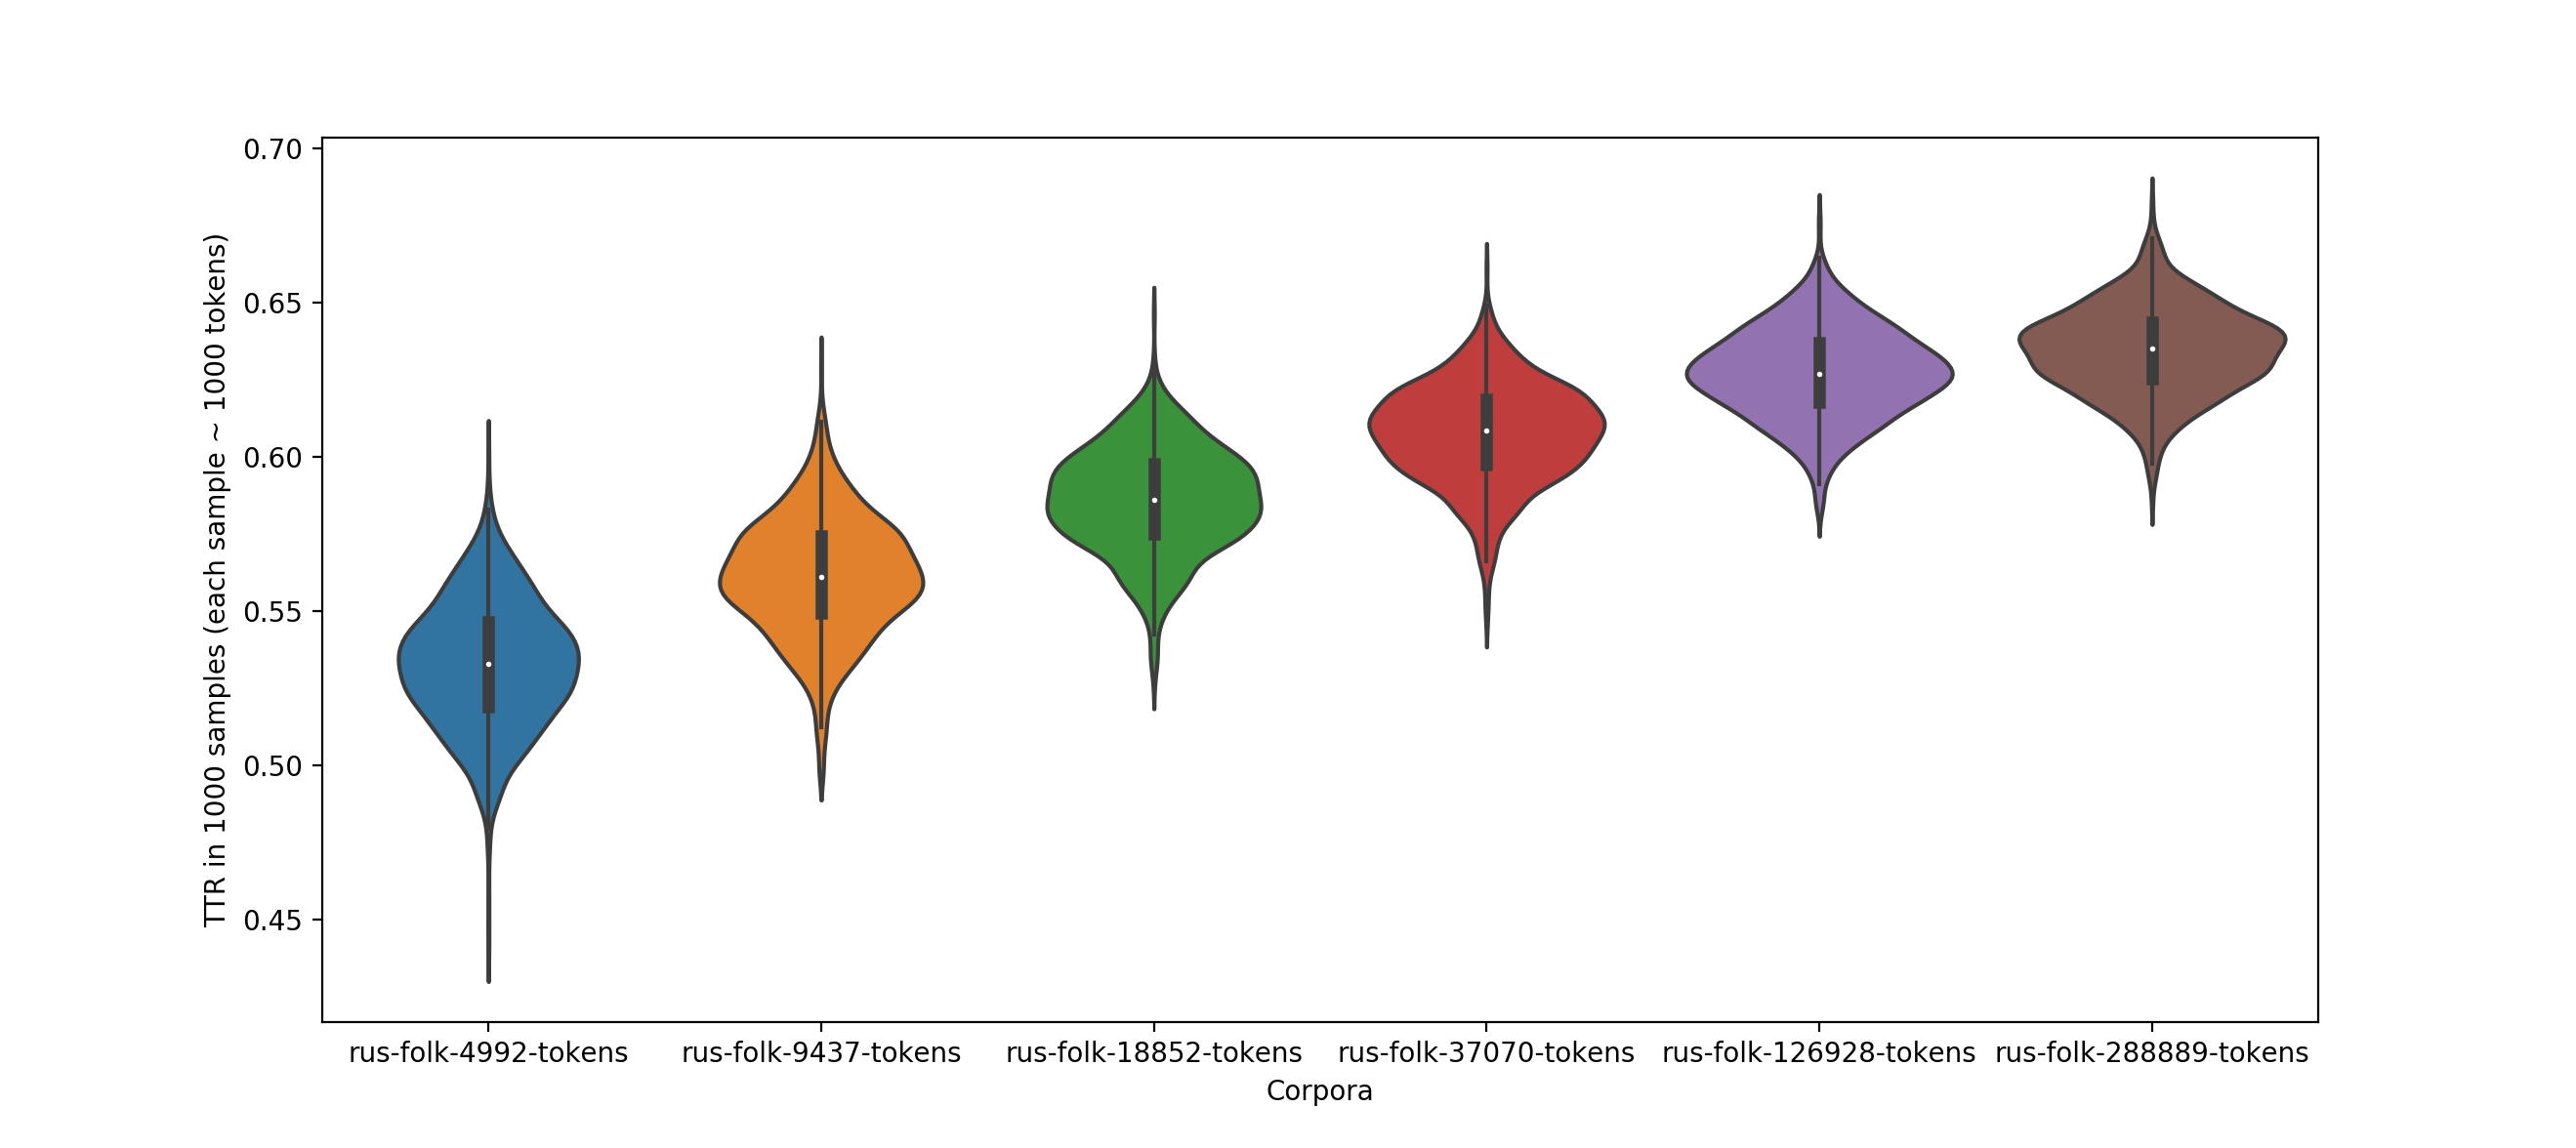 TTR in 1000 samples (each sample ~ 1000 tokens)
0.70
0.65
0.60
0.55
0.50
0.45
rus-folk-4992-tokens
rus-folk-9437-tokens
rus-folk-18852-tokens
rus-folk-37070-tokens
rus-folk-126928-tokens
rus-folk-288889-tokens
Corpora